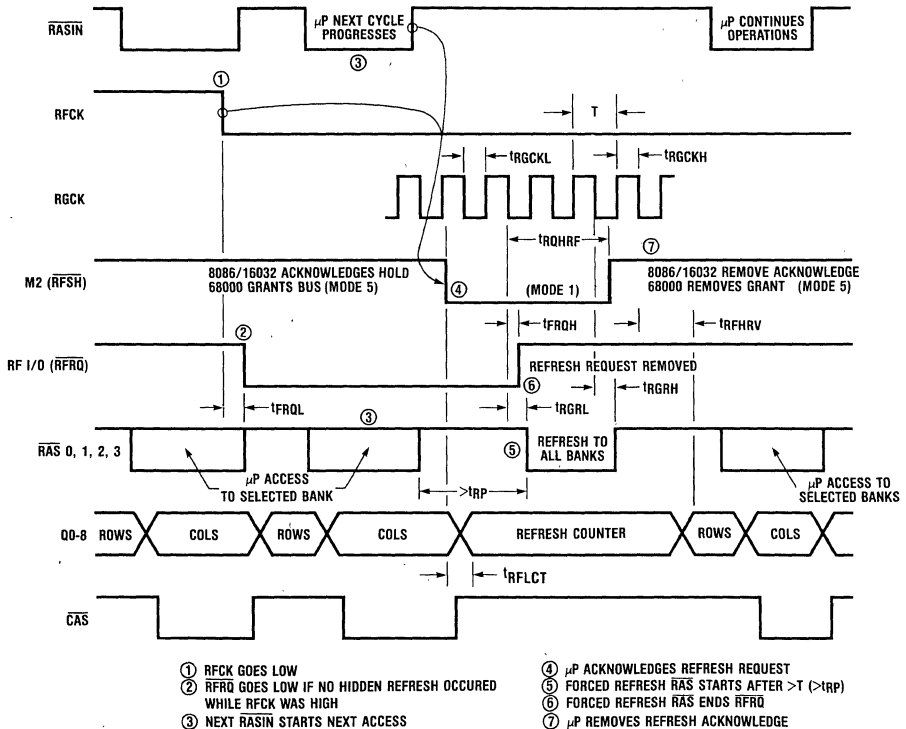 RASIN
μP NEXT CYCLE
PROGRESSES
μP CONTINUES
OPERATIONS
③
①
RFCK
T
tRGCKL
tRGCKH
RGCK
tRQHRF
⑦
M2 (RFSH)
8086/16032 ACKNOWLEDGES HOLD
68000 GRANTS BUS (MODE 5)
④
(MODE 1)
8086/16032 REMOVE ACKNOWLEDGE
68000 REMOVES GRANT (MODE 5)
tFRQH
tRFHRV
②
RF I/O (RFRQ)
REFRESH REQUEST REMOVED
⑥
tFRQL
③
tRGRL
tRGRH
RAS 0, 1, 2, 3
⑤
REFRESH TO
ALL BANKS
μP ACCESS
TO SELECTED BANK
>tRP
μP ACCESS TO
SELECTED BANKS
Q0-8
ROWS
COLS
ROWS
COLS
REFRESH COUNTER
ROWS
COLS
tRFLCT
CAS
① RFCK GOES LOW
② RFRQ GOES LOW IF NO HIDDEN REFRESH OCCURED
WHILE RFCK WAS HIGH
③ NEXT RASIN STARTS NEXT ACCESS
④ μP ACKNOWLEDGES REFRESH REQUEST
⑤ FORCED REFRESH RAS STARTS AFTER >T (>tRP)
⑥ FORCED REFRESH RAS ENDS RFRQ
⑦ μP REMOVES REFRESH ACKNOWLEDGE